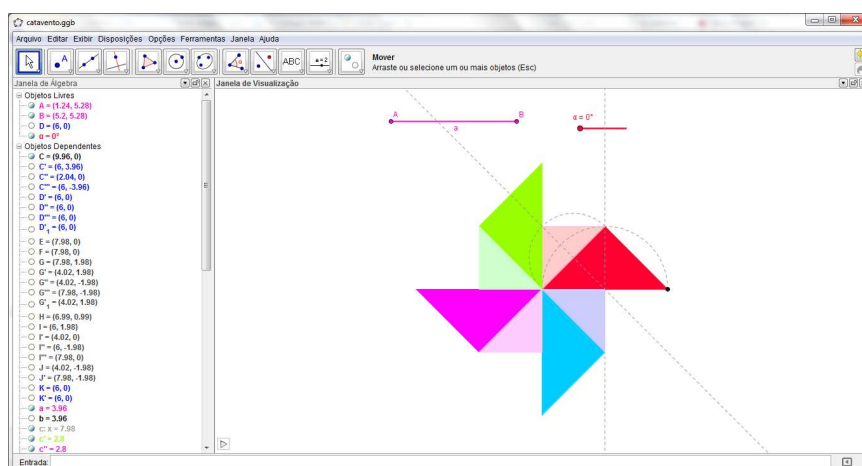 catavento.ggb
Arquivo Editar Exibir Disposições Opções Ferramentas Janela Ajuda
A
ABC
a=2
Mover
Arraste ou selecione um ou mais objetos (Esc)
Janela de Álgebra
Janela de Visualização
Objetos Livres
A = (1.24, 5.28)
B = (5.2, 5.28)
D = (6, 0)
α = 0°
Objetos Dependentes
C = (9.96, 0)
C' = (6, 3.96)
C'' = (2.04, 0)
C''' = (6, -3.96)
D' = (6, 0)
D'' = (6, 0)
D''' = (6, 0)
D'₁ = (6, 0)
E = (7.98, 0)
F = (7.98, 0)
G = (7.98, 1.98)
G' = (4.02, 1.98)
G'' = (4.02, -1.98)
G''' = (7.98, -1.98)
G'₁ = (4.02, 1.98)
H = (6.99, 0.99)
I = (6, 1.98)
I' = (4.02, 0)
I'' = (6, -1.98)
I''' = (7.98, 0)
J = (4.02, -1.98)
J' = (7.98, -1.98)
K = (6, 0)
K' = (6, 0)
a = 3.96
b = 3.96
c: x = 7.98
c' = 2.8
c'' = 2.8
A
B
a
α = 0°
Entrada: